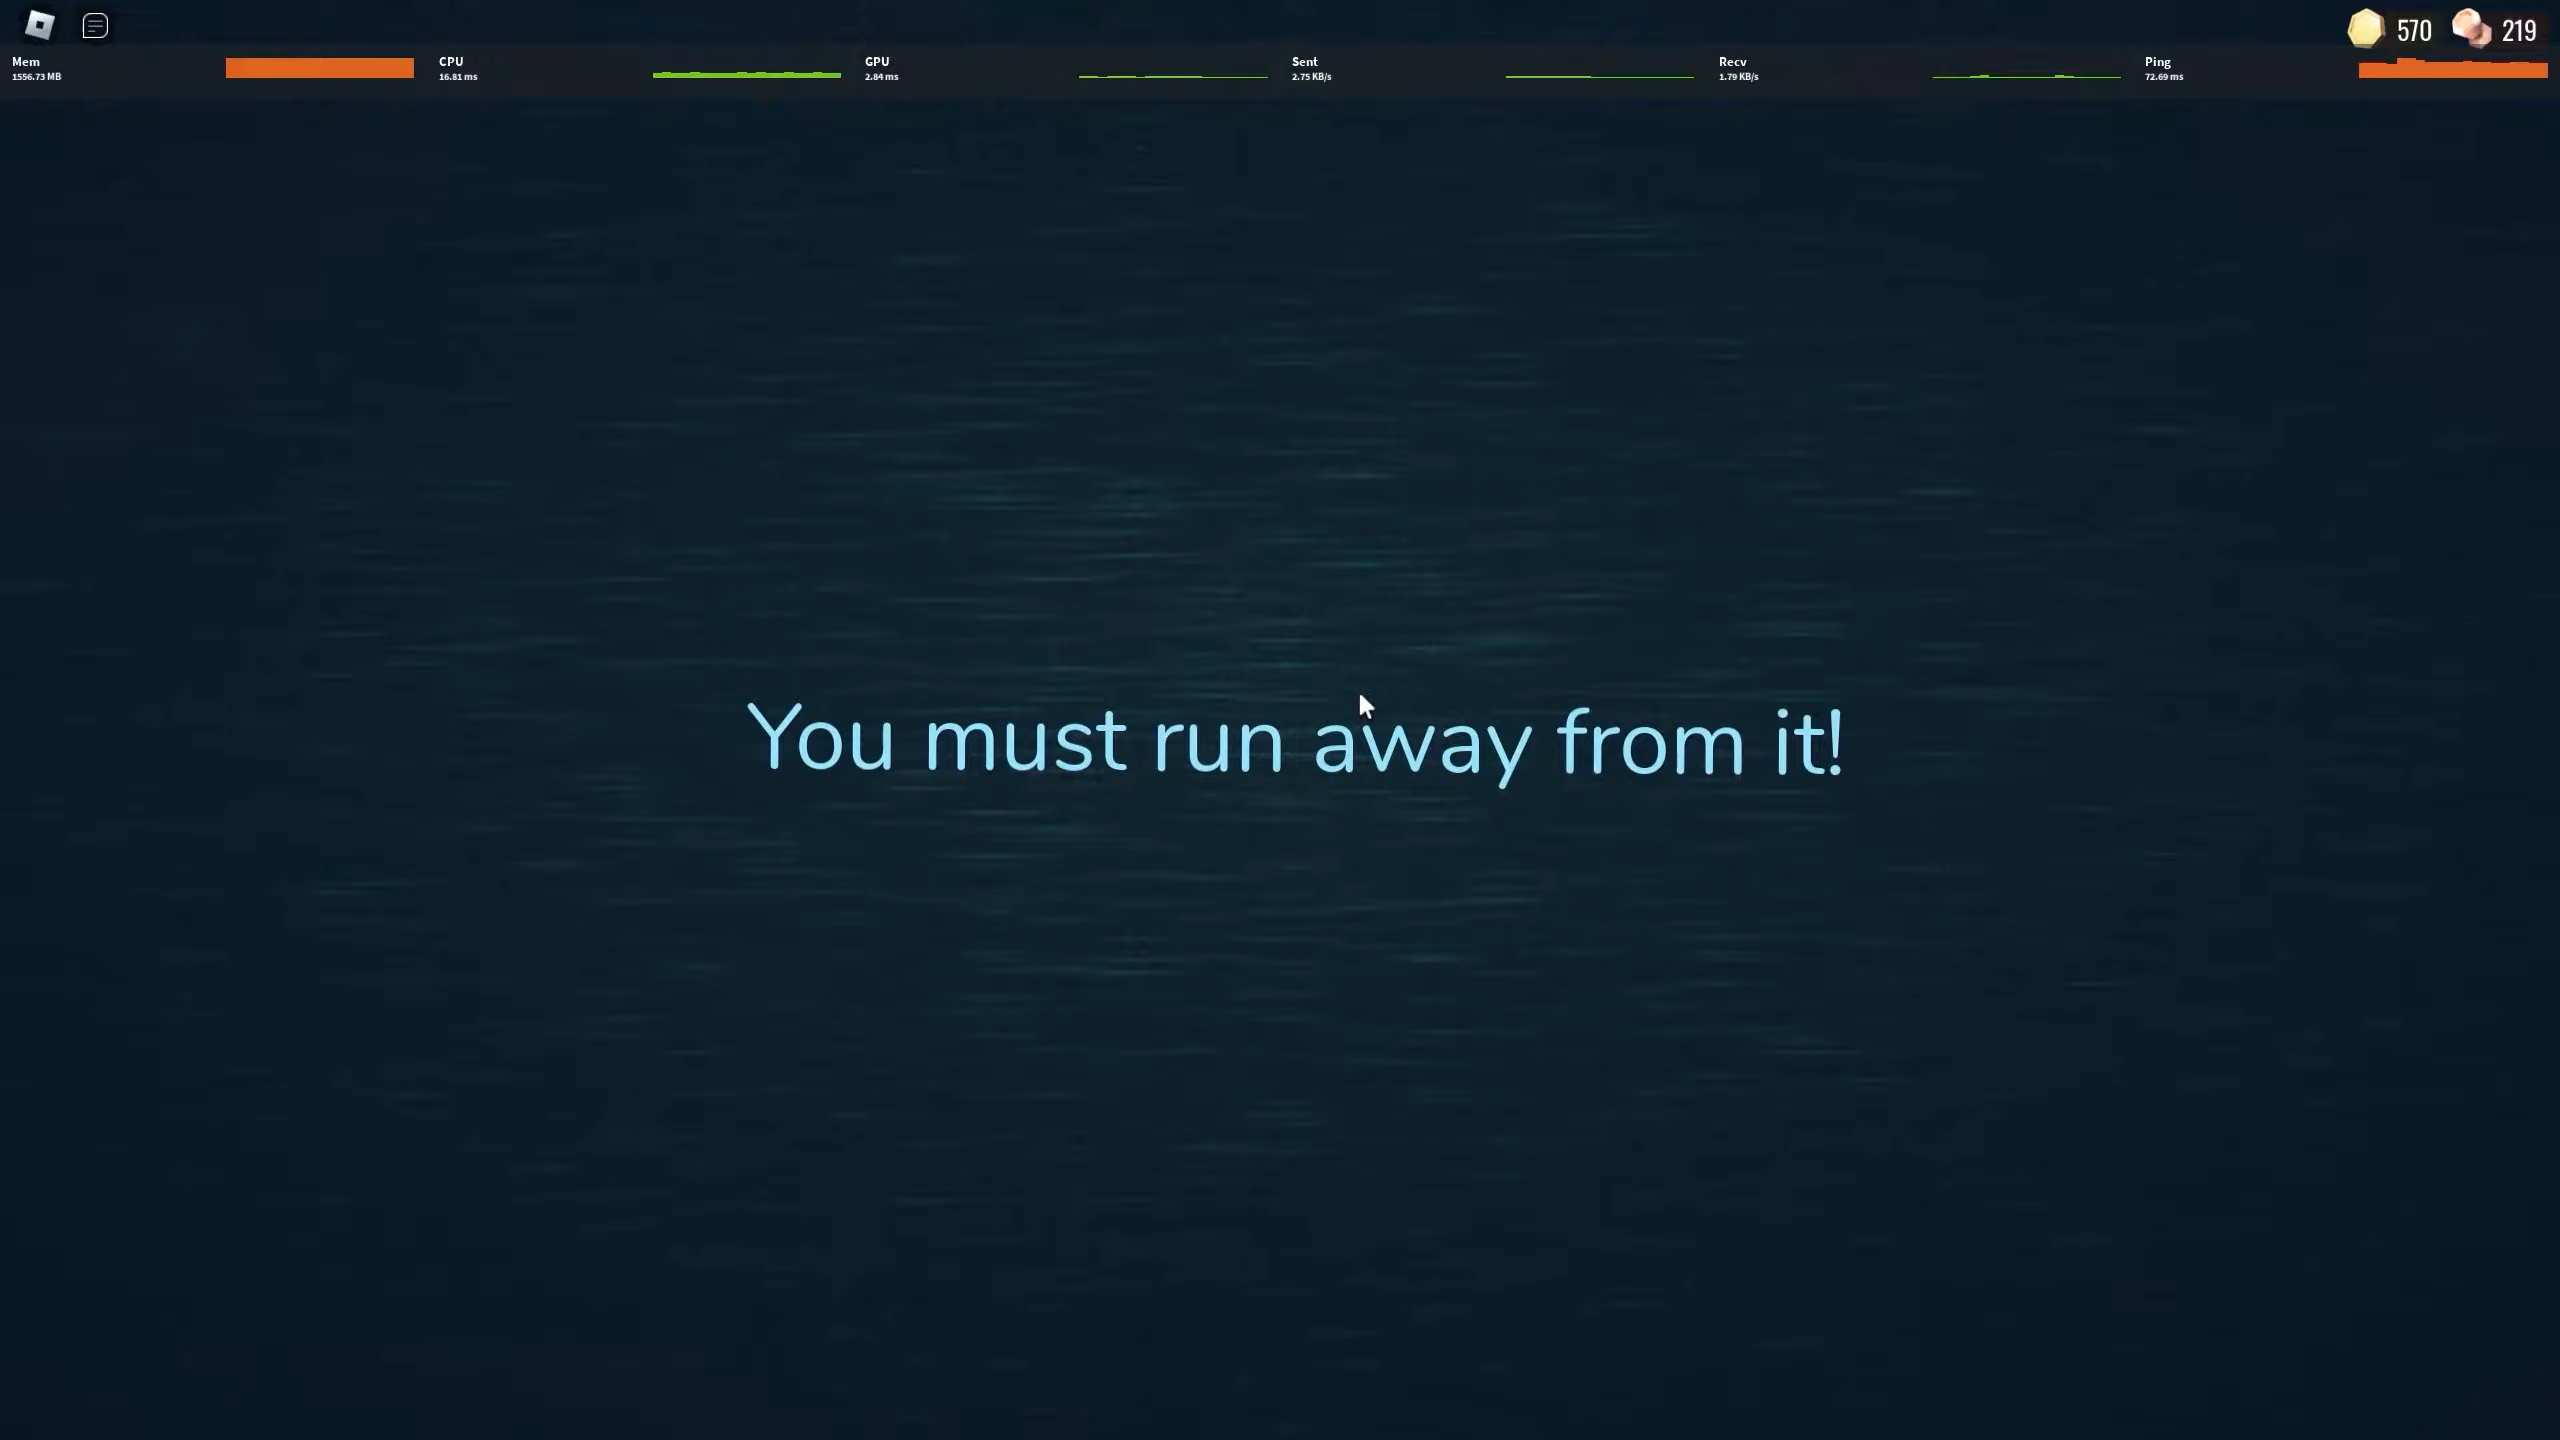 570 219
Mem CPU GPU Sent Recv Ping
1556.73 MB 16.81 ms 2.84 ms 2.75 KB/s 1.79 KB/s 72.69 ms
You must run away from it!